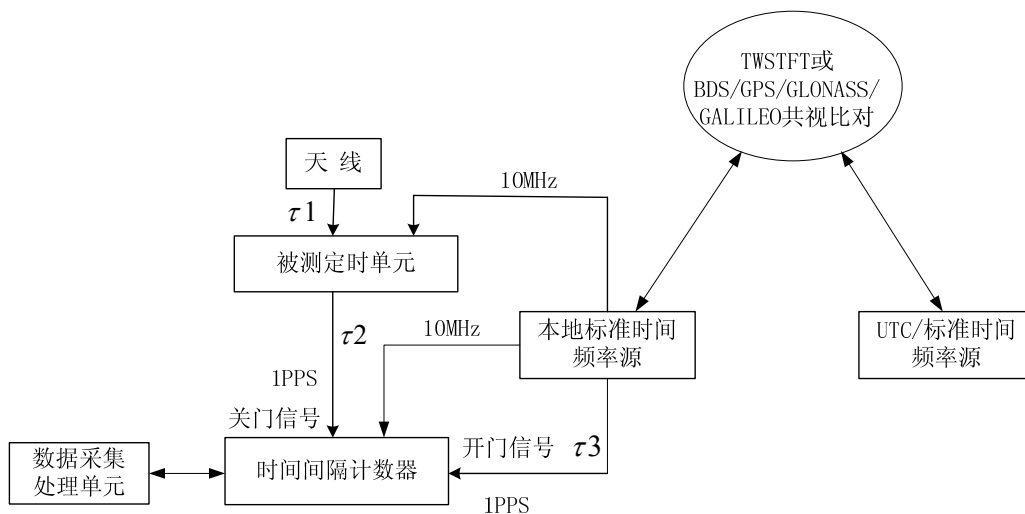 TWSTFT或
BDS/GPS/GLONASS/
GALILEO共视比对
天 线
10MHz
τ1
被测定时单元
τ2
10MHz
本地标准时间
频率源
UTC/标准时间
频率源
1PPS
关门信号
开门信号 τ3
数据采集
处理单元
时间间隔计数器
1PPS